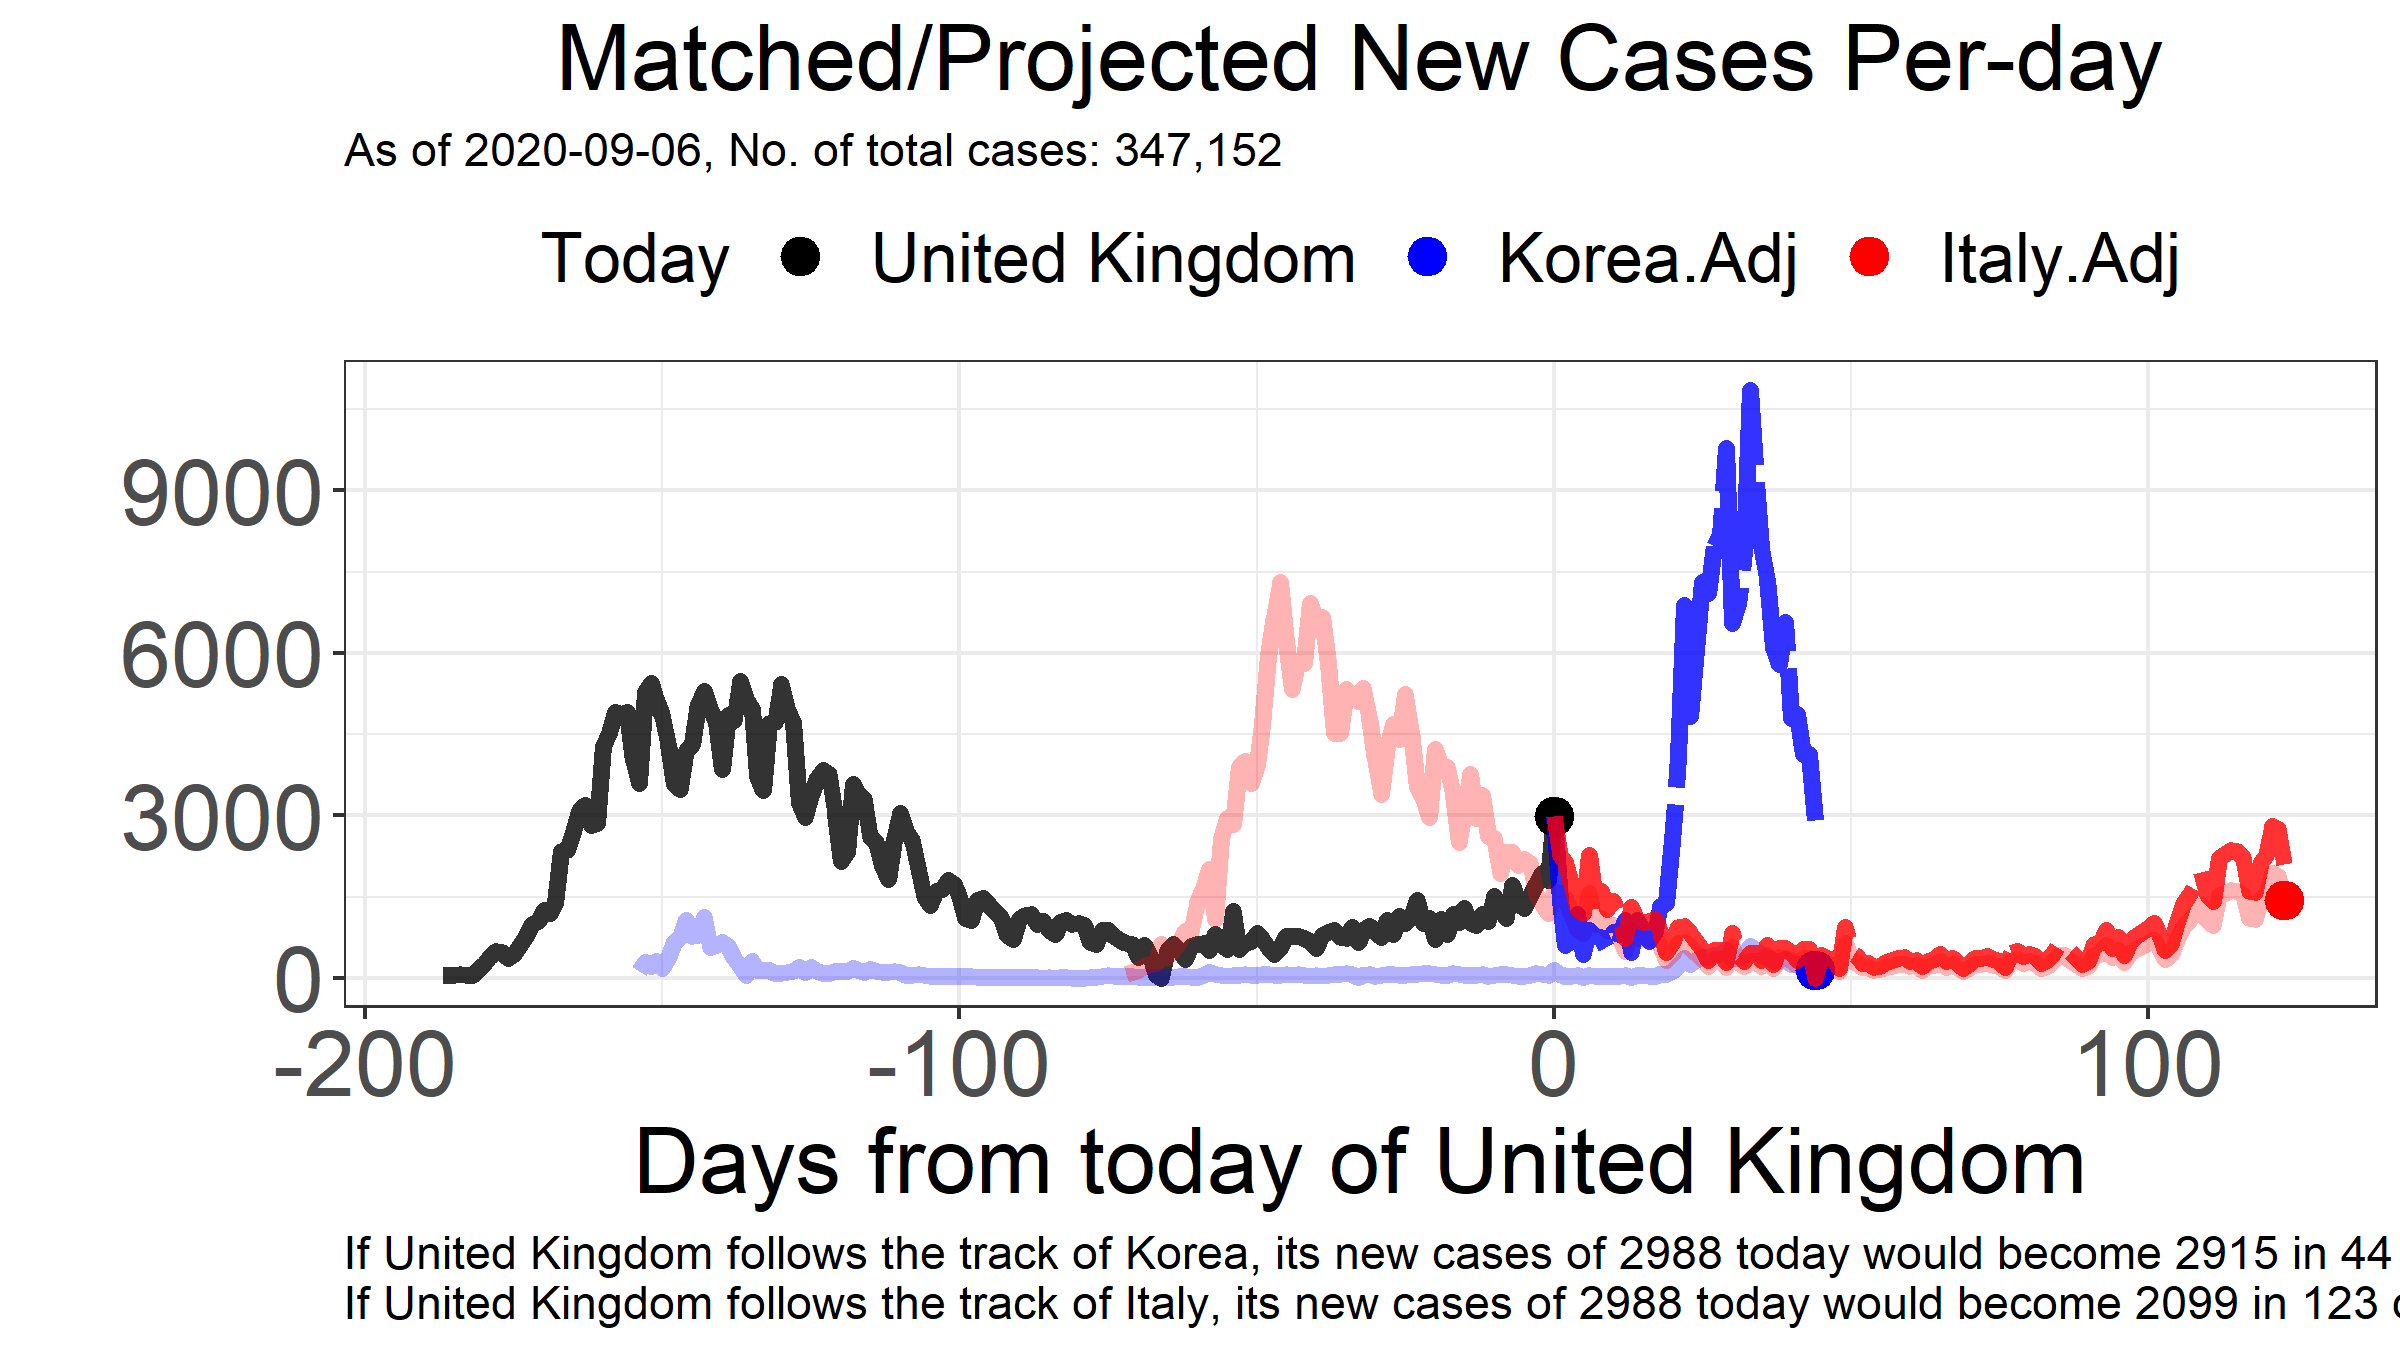 Matched/Projected New Cases Per-day
As of 2020-09-06, No. of total cases: 347,152
Today United Kingdom Korea.Adj Italy.Adj
9000
6000
3000
0
-200 -100 0 100
Days from today of United Kingdom
If United Kingdom follows the track of Korea, its new cases of 2988 today would become 2915 in 44
If United Kingdom follows the track of Italy, its new cases of 2988 today would become 2099 in 123